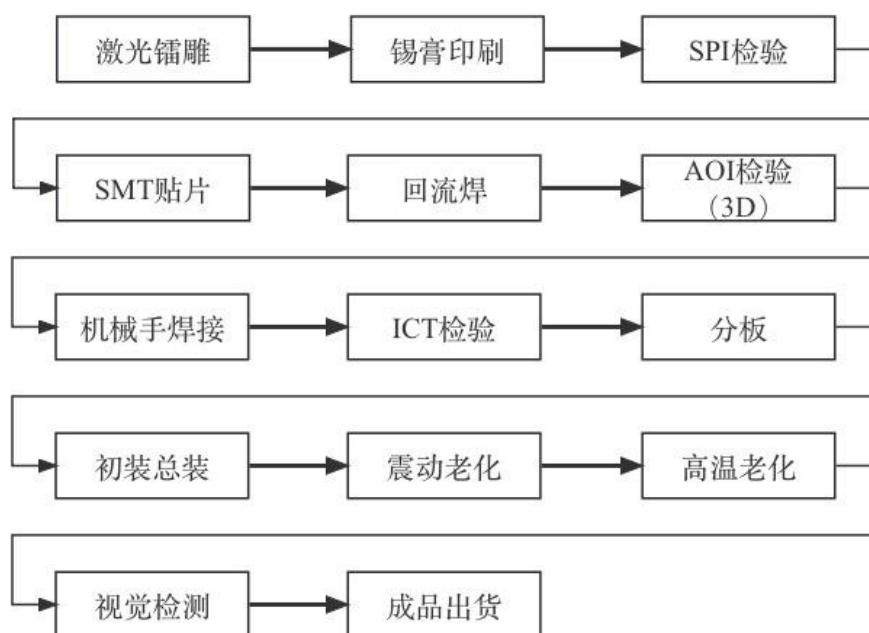 激光镭雕
锡膏印刷
SPI检验
SMT贴片
回流焊
AOI检验
（3D）
机械手焊接
ICT检验
分板
初装总装
震动老化
高温老化
视觉检测
成品出货